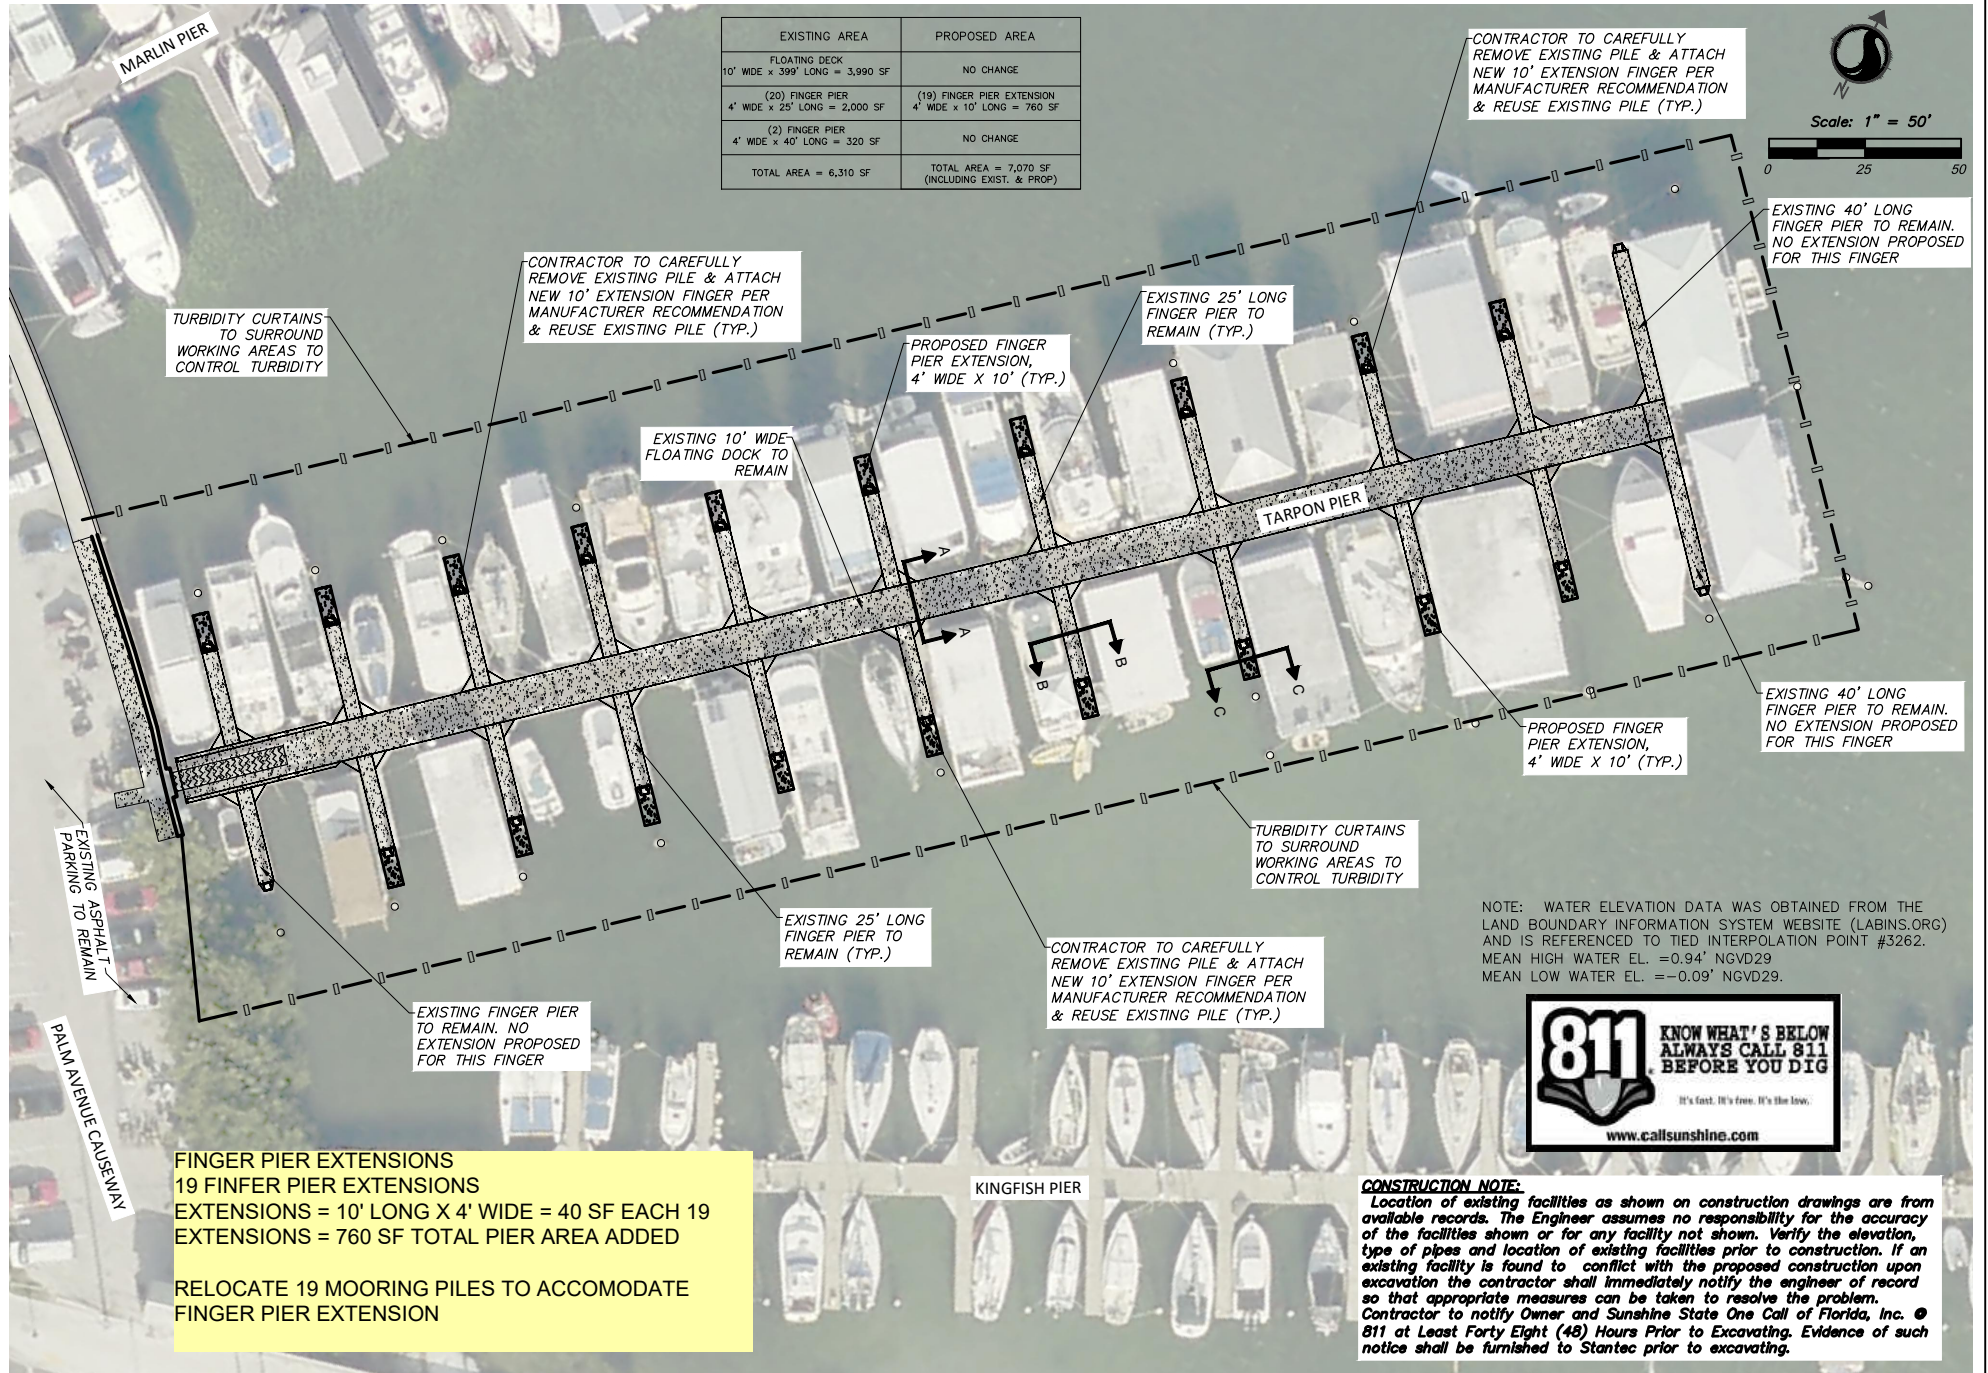 MARLIN PIER
EXISTING AREA
PROPOSED AREA
FLOATING DECK
10' WIDE x 399' LONG = 3,990 SF
NO CHANGE
(20) FINGER PIER
4' WIDE x 25' LONG = 2,000 SF
(19) FINGER PIER EXTENSION
4' WIDE x 10' LONG = 760 SF
(2) FINGER PIER
4' WIDE x 40' LONG = 320 SF
NO CHANGE
TOTAL AREA = 6,310 SF
TOTAL AREA = 7,070 SF
(INCLUDING EXIST. & PROP)
CONTRACTOR TO CAREFULLY
REMOVE EXISTING PILE & ATTACH
NEW 10' EXTENSION FINGER PER
MANUFACTURER RECOMMENDATION
& REUSE EXISTING PILE (TYP.)
N
Scale: 1" = 50'
0 25 50
EXISTING 40' LONG
FINGER PIER TO REMAIN.
NO EXTENSION PROPOSED
FOR THIS FINGER
CONTRACTOR TO CAREFULLY
REMOVE EXISTING PILE & ATTACH
NEW 10' EXTENSION FINGER PER
MANUFACTURER RECOMMENDATION
& REUSE EXISTING PILE (TYP.)
TURBIDITY CURTAINS
TO SURROUND
WORKING AREAS TO
CONTROL TURBIDITY
EXISTING 25' LONG
FINGER PIER TO
REMAIN (TYP.)
PROPOSED FINGER
PIER EXTENSION,
4' WIDE X 10' (TYP.)
EXISTING 10' WIDE
FLOATING DOCK TO
REMAIN
TARPON PIER
A
A
B
B
C
C
EXISTING 40' LONG
FINGER PIER TO REMAIN.
NO EXTENSION PROPOSED
FOR THIS FINGER
PROPOSED FINGER
PIER EXTENSION,
4' WIDE X 10' (TYP.)
TURBIDITY CURTAINS
TO SURROUND
WORKING AREAS TO
CONTROL TURBIDITY
EXISTING ASPHALT
PARKING TO REMAIN
EXISTING 25' LONG
FINGER PIER TO
REMAIN (TYP.)
CONTRACTOR TO CAREFULLY
REMOVE EXISTING PILE & ATTACH
NEW 10' EXTENSION FINGER PER
MANUFACTURER RECOMMENDATION
& REUSE EXISTING PILE (TYP.)
EXISTING FINGER PIER
TO REMAIN. NO
EXTENSION PROPOSED
FOR THIS FINGER
PALM AVENUE CAUSEWAY
NOTE: WATER ELEVATION DATA WAS OBTAINED FROM THE
LAND BOUNDARY INFORMATION SYSTEM WEBSITE (LABINS.ORG)
AND IS REFERENCED TO TIED INTERPOLATION POINT #3262.
MEAN HIGH WATER EL. =0.94' NGVD29
MEAN LOW WATER EL. =-0.09' NGVD29.
811
KNOW WHAT'S BELOW
ALWAYS CALL 811
BEFORE YOU DIG
It's fast. It's free. It's the law.
www.callsunshine.com
KINGFISH PIER
FINGER PIER EXTENSIONS
19 FINFER PIER EXTENSIONS
EXTENSIONS = 10' LONG X 4' WIDE = 40 SF EACH 19
EXTENSIONS = 760 SF TOTAL PIER AREA ADDED
RELOCATE 19 MOORING PILES TO ACCOMODATE
FINGER PIER EXTENSION
CONSTRUCTION NOTE:
Location of existing facilities as shown on construction drawings are from
available records. The Engineer assumes no responsibility for the accuracy
of the facilities shown or for any facility not shown. Verify the elevation,
type of pipes and location of existing facilities prior to construction. If an
existing facility is found to conflict with the proposed construction upon
excavation the contractor shall immediately notify the engineer of record
so that appropriate measures can be taken to resolve the problem.
Contractor to notify Owner and Sunshine State One Call of Florida, Inc. @
811 at Least Forty Eight (48) Hours Prior to Excavating. Evidence of such
notice shall be furnished to Stantec prior to excavating.